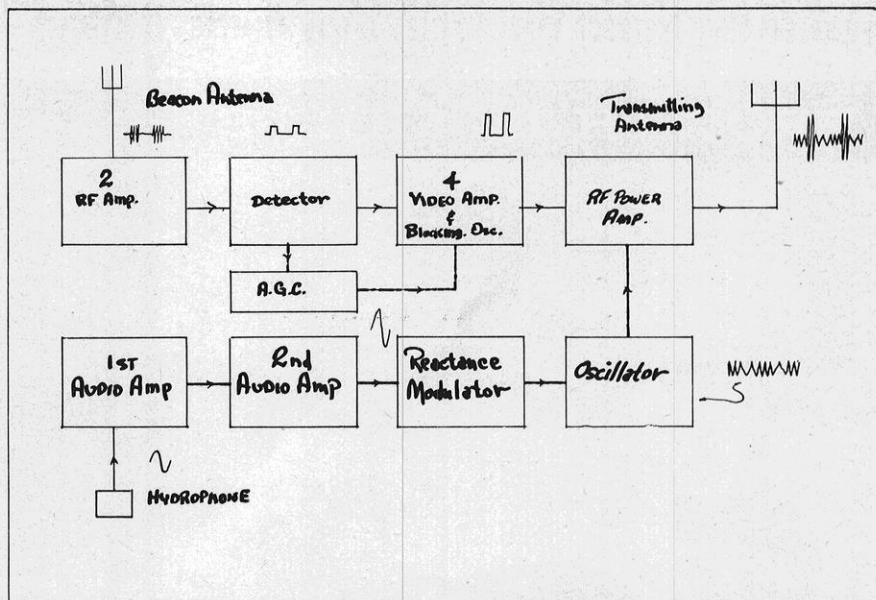 Beacon Antenna
Transmitting
Antenna
2
RF Amp.
Detector
4
VIDEO AMP.
&
Blocking. Osc.
RF POWER
AMP.
A.G.C.
1ST
AUDIO AMP
2nd
AUDIO AMP
Reactance
Modulator
Oscillator
S
HYDROPHONE